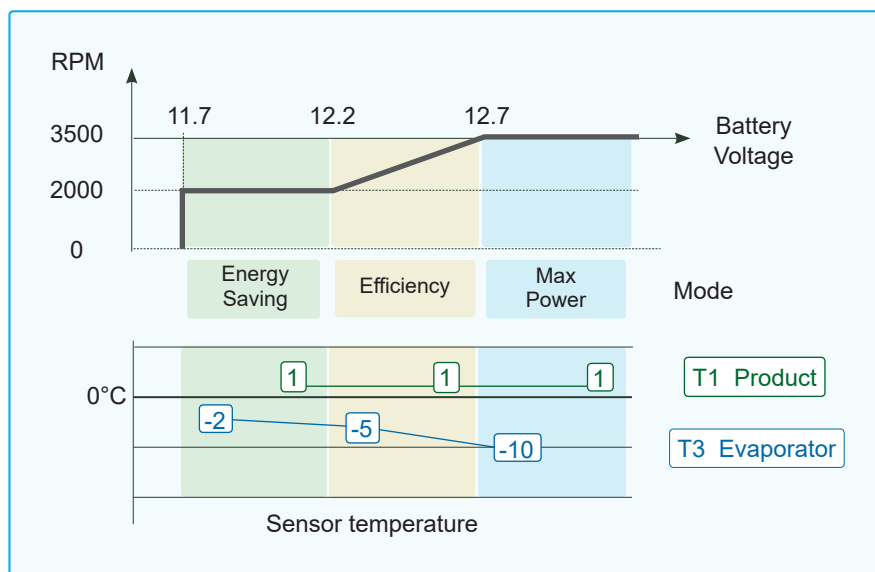 RPM
11.7 12.2 12.7
3500
Battery
Voltage
2000
0
Energy
Saving
Efficiency
Max
Power
Mode
1 1 1
T1 Product
0°C
-2 -5 -10
T3 Evaporator
Sensor temperature